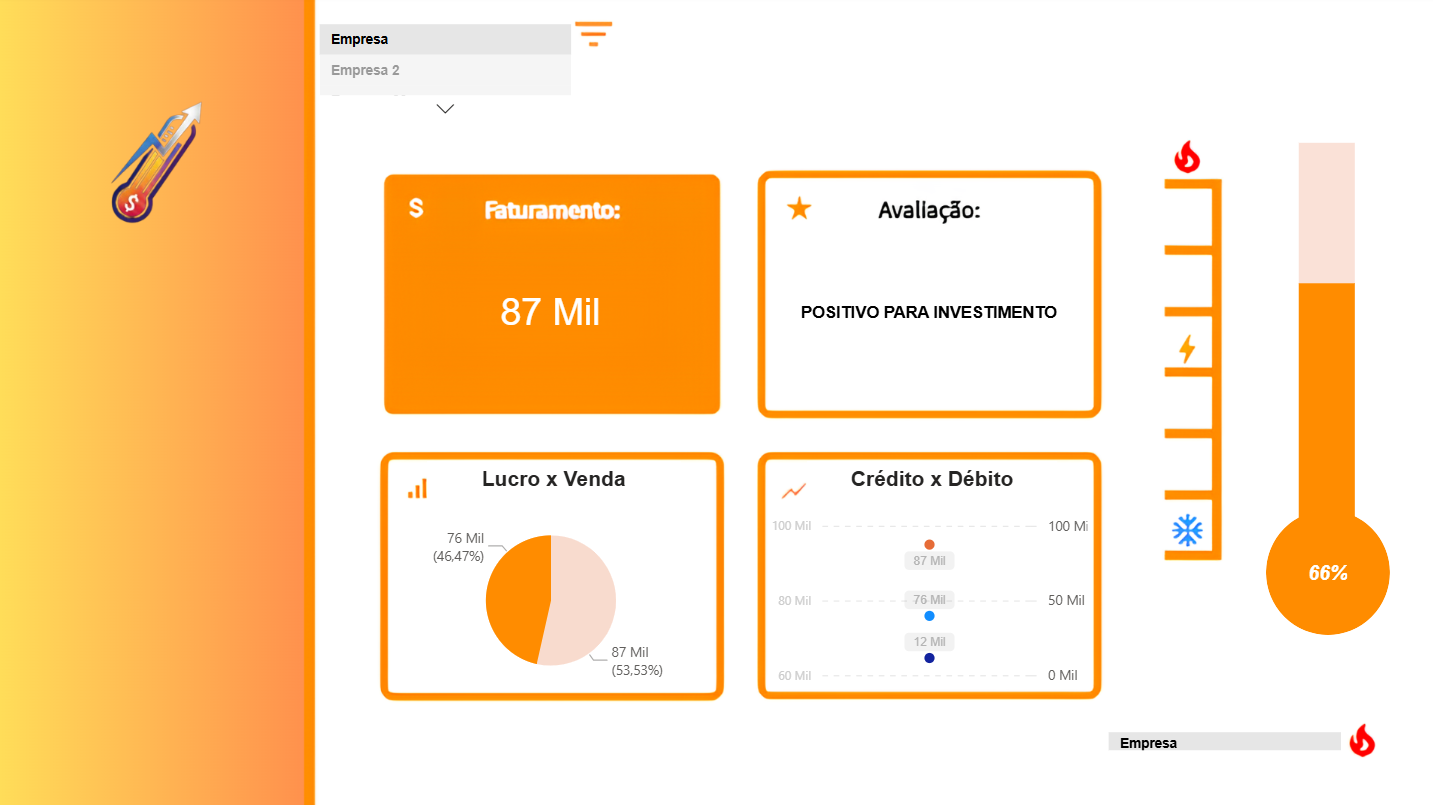 Empresa
Empresa 2
$
Faturamento:
87 Mil
Avaliação:
POSITIVO PARA INVESTIMENTO
Lucro x Venda
76 Mil
(46,47%)
87 Mil
(53,53%)
Crédito x Débito
100 Mil
100 Mi
87 Mil
80 Mil
76 Mil
50 Mil
12 Mil
60 Mil
0 Mil
66%
Empresa